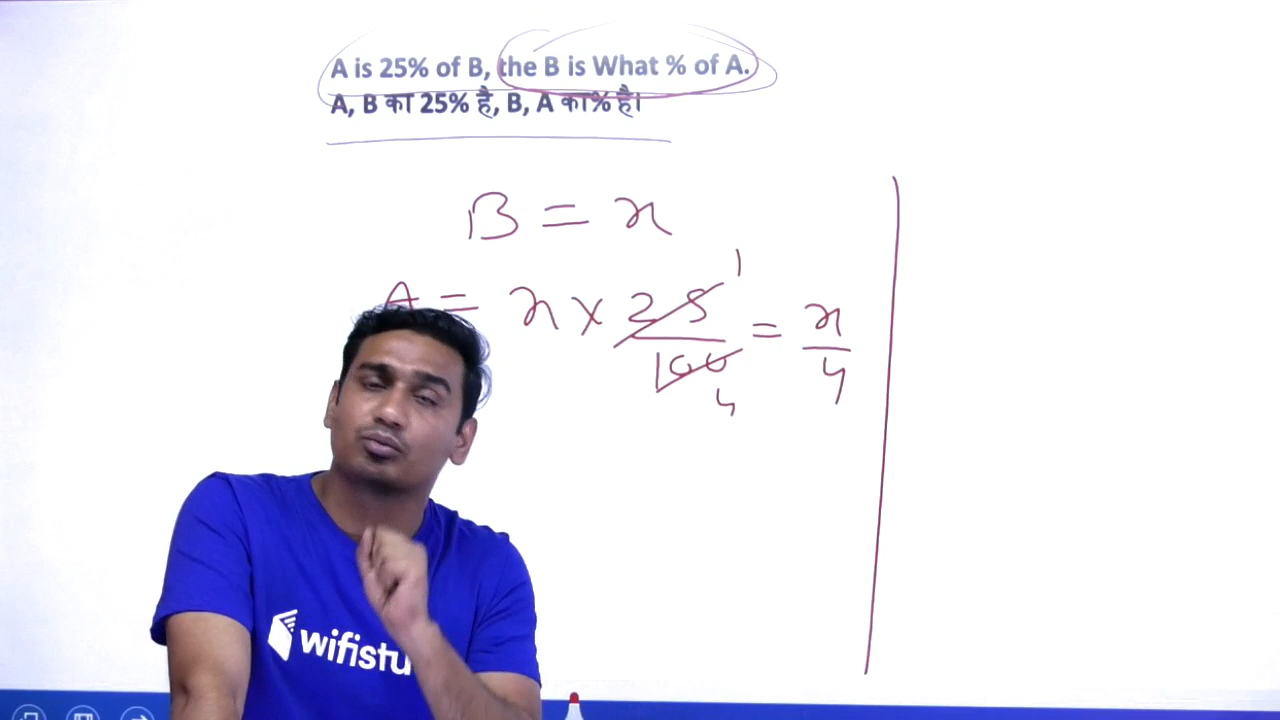 A is 25% of B, the B is What % of A.
A, B का 25% है, B, A का% है।
B = x
A = x × 25/100 = x/4
1
4
wifistu